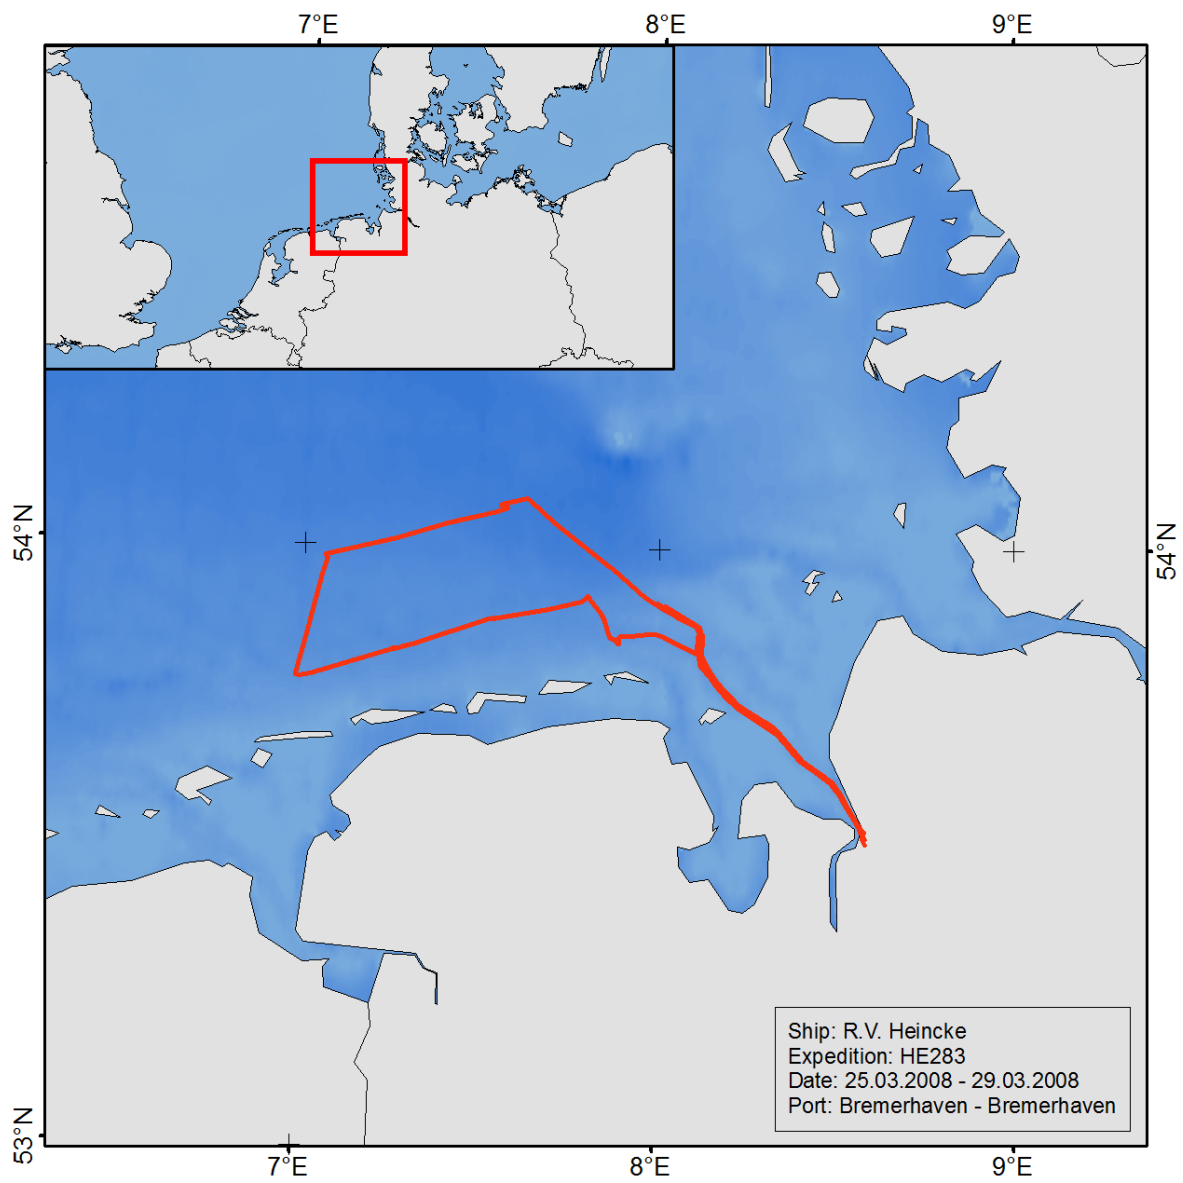 7°E
8°E
9°E
54°N
54°N
Ship: R.V. Heincke
Expedition: HE283
Date: 25.03.2008 - 29.03.2008
Port: Bremerhaven - Bremerhaven
53°N
7°E
8°E
9°E